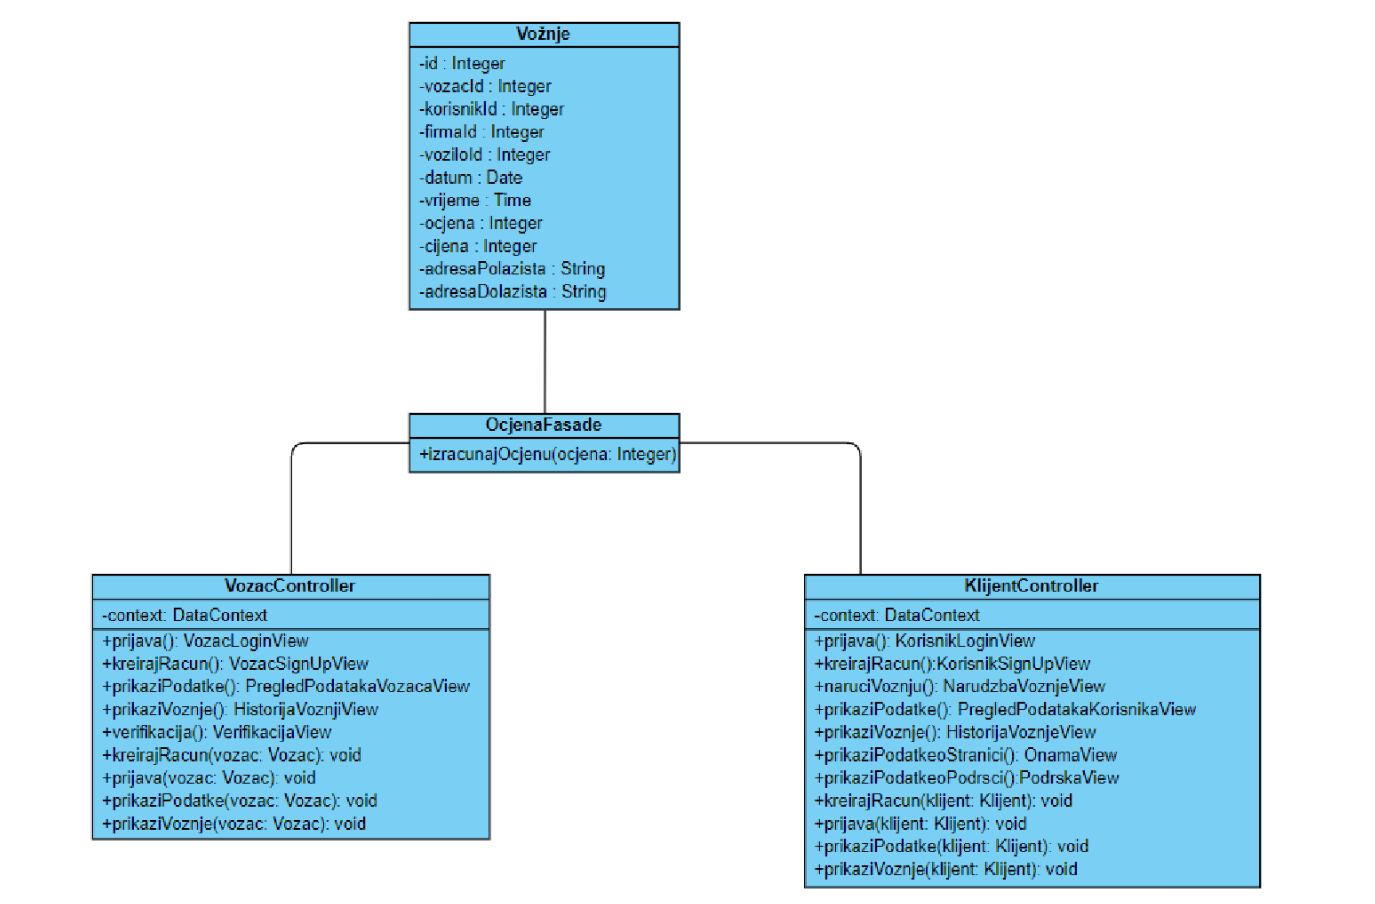 Vožnje
-id : Integer
-vozacId : Integer
-korisnikId : Integer
-firmaId : Integer
-voziloId : Integer
-datum : Date
-vrijeme : Time
-ocjena : Integer
-cijena : Integer
-adresaPolazista : String
-adresaDolazista : String
OcjenaFasade
+izracunajOcjenu(ocjena: Integer)
VozacController
-context: DataContext
+prijava(): VozacLoginView
+kreirajRacun(): VozacSignUpView
+prikaziPodatke(): PregledPodatakaVozacaView
+prikaziVoznje(): HistorijaVoznjiView
+verifikacija(): VerifikacijaView
+kreirajRacun(vozac: Vozac): void
+prijava(vozac: Vozac): void
+prikaziPodatke(vozac: Vozac): void
+prikaziVoznje(vozac: Vozac): void
KlijentController
-context: DataContext
+prijava(): KorisnikLoginView
+kreirajRacun():KorisnikSignUpView
+naruciVoznju(): NarudzbaVoznjeView
+prikaziPodatke(): PregledPodatakaKorisnikaView
+prikaziVoznje(): HistorijaVoznjeView
+prikaziPodatkeoStranici(): OnamaView
+prikaziPodatkeoPodrsci():PodrskaView
+kreirajRacun(klijent: Klijent): void
+prijava(klijent: Klijent): void
+prikaziPodatke(klijent: Klijent): void
+prikaziVoznje(klijent: Klijent): void